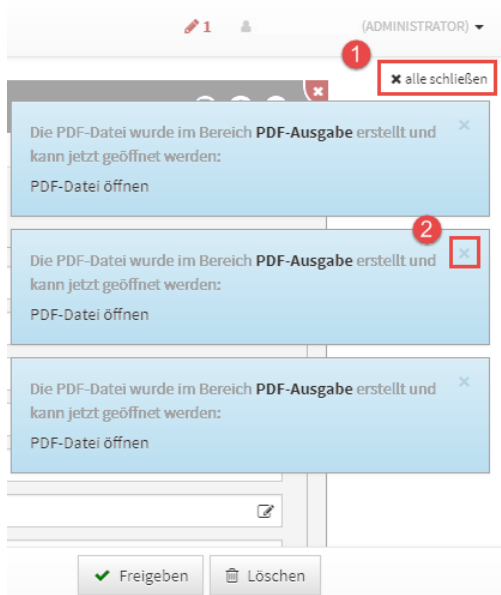 1
(ADMINISTRATOR)
1
alle schließen
Die PDF-Datei wurde im Bereich PDF-Ausgabe erstellt und
kann jetzt geöffnet werden:
PDF-Datei öffnen
2
Die PDF-Datei wurde im Bereich PDF-Ausgabe erstellt und
kann jetzt geöffnet werden:
PDF-Datei öffnen
Die PDF-Datei wurde im Bereich PDF-Ausgabe erstellt und
kann jetzt geöffnet werden:
PDF-Datei öffnen
Freigeben Löschen